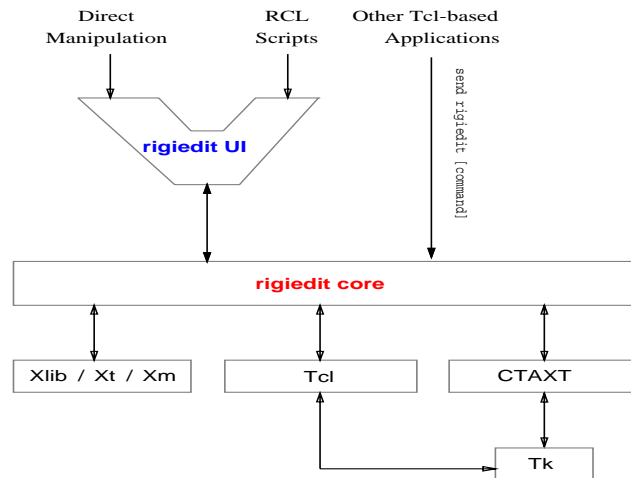 Direct
Manipulation
RCL
Scripts
Other Tcl-based
Applications
send rigiedit [command]
rigiedit UI
rigiedit core
Xlib / Xt / Xm
Tcl
CTAXT
Tk